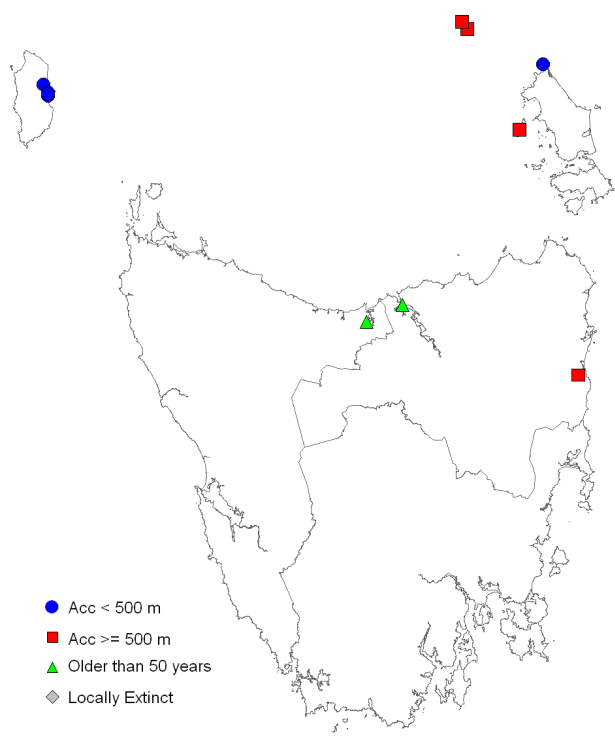 Acc < 500 m
Acc >= 500 m
Older than 50 years
Locally Extinct